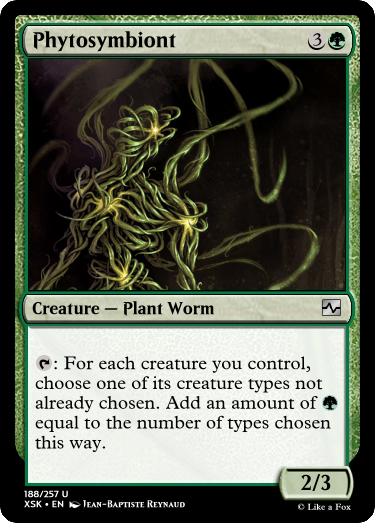 Phytosymbiont 3
Creature — Plant Worm
: For each creature you control,
choose one of its creature types not
already chosen. Add an amount of
equal to the number of types chosen
this way.
2/3
188/257 U
XSK • EN Jean-Baptiste Reynaud
© Like a Fox